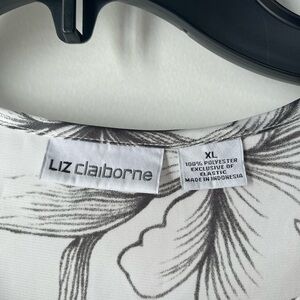 LIZ claiborne
XL
100% POLYESTER
EXCLUSIVE OF
ELASTIC
MADE IN INDONESIA